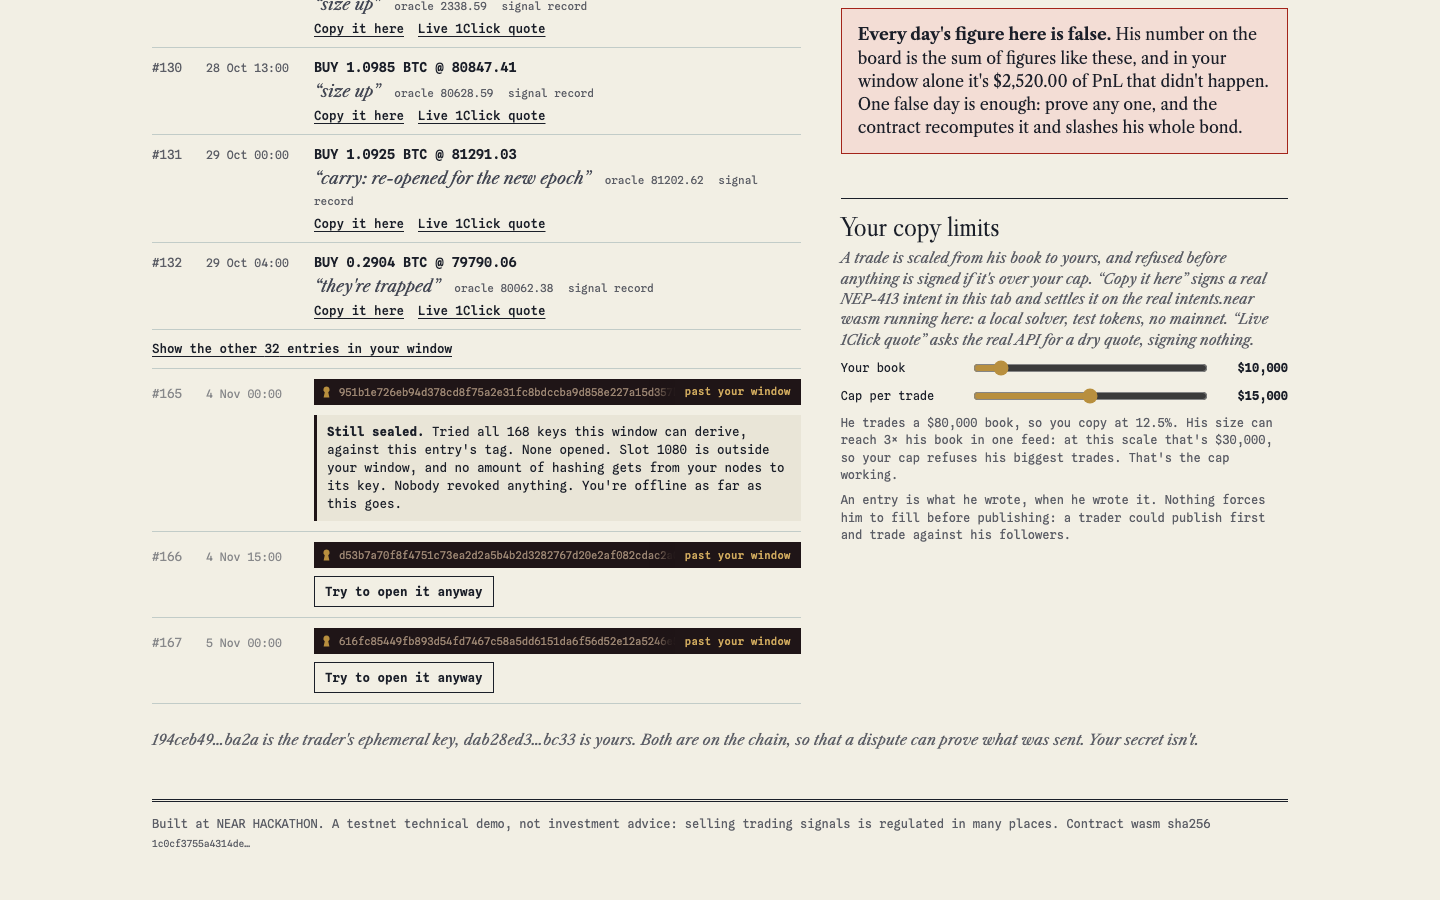 “size up” oracle 2338.59 signal record
Copy it here Live 1Click quote
#130 28 Oct 13:00 BUY 1.0985 BTC @ 80847.41
“size up” oracle 80628.59 signal record
Copy it here Live 1Click quote
#131 29 Oct 00:00 BUY 1.0925 BTC @ 81291.03
“carry: re-opened for the new epoch” oracle 81202.62 signal
record
Copy it here Live 1Click quote
#132 29 Oct 04:00 BUY 0.2904 BTC @ 79790.06
“they're trapped” oracle 80062.38 signal record
Copy it here Live 1Click quote
Show the other 32 entries in your window
#165 4 Nov 00:00 951b1e726eb94d378cd8f75a2e31fc8bdccba9d858e227a15d357 past your window
Still sealed. Tried all 168 keys this window can derive,
against this entry's tag. None opened. Slot 1080 is outside
your window, and no amount of hashing gets from your nodes to
its key. Nobody revoked anything. You're offline as far as
this goes.
#166 4 Nov 15:00 d53b7a70f8f4751c73ea2d2a5b4b2d3282767d20e2af082cdac2 past your window
Try to open it anyway
#167 5 Nov 00:00 616fc85449fb893d54fd7467c58a5dd6151da6f56d52e12a5246 past your window
Try to open it anyway
Every day's figure here is false. His number on the
board is the sum of figures like these, and in your
window alone it's $2,520.00 of PnL that didn't happen.
One false day is enough: prove any one, and the
contract recomputes it and slashes his whole bond.
Your copy limits
A trade is scaled from his book to yours, and refused before
anything is signed if it's over your cap. “Copy it here” signs a real
NEP-413 intent in this tab and settles it on the real intents.near
wasm running here: a local solver, test tokens, no mainnet. “Live
1Click quote” asks the real API for a dry quote, signing nothing.
Your book $10,000
Cap per trade $15,000
He trades a $80,000 book, so you copy at 12.5%. His size can
reach 3× his book in one feed: at this scale that's $30,000,
so your cap refuses his biggest trades. That's the cap
working.
An entry is what he wrote, when he wrote it. Nothing forces
him to fill before publishing: a trader could publish first
and trade against his followers.
194ceb49…ba2a is the trader's ephemeral key, dab28ed3…bc33 is yours. Both are on the chain, so that a dispute can prove what was sent. Your secret isn't.
Built at NEAR HACKATHON. A testnet technical demo, not investment advice: selling trading signals is regulated in many places. Contract wasm sha256
1c0cf3755a4314de…